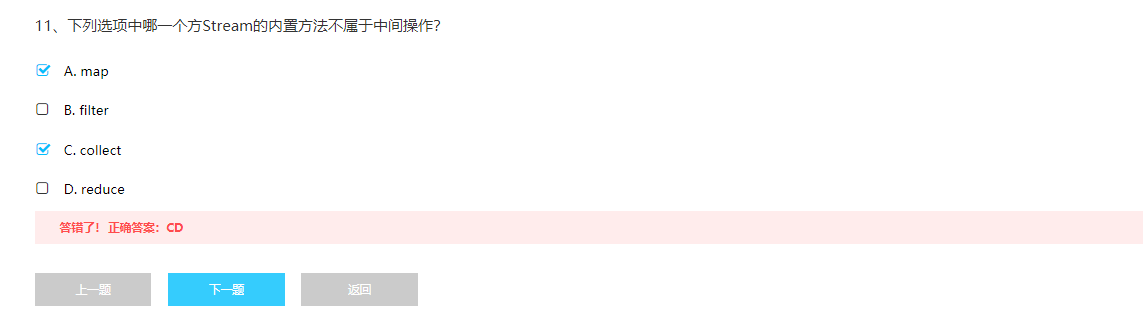 11、下列选项中哪一个方Stream的内置方法不属于中间操作?
A. map
B. filter
C. collect
D. reduce
答错了! 正确答案：CD
上一题 下一题 返回